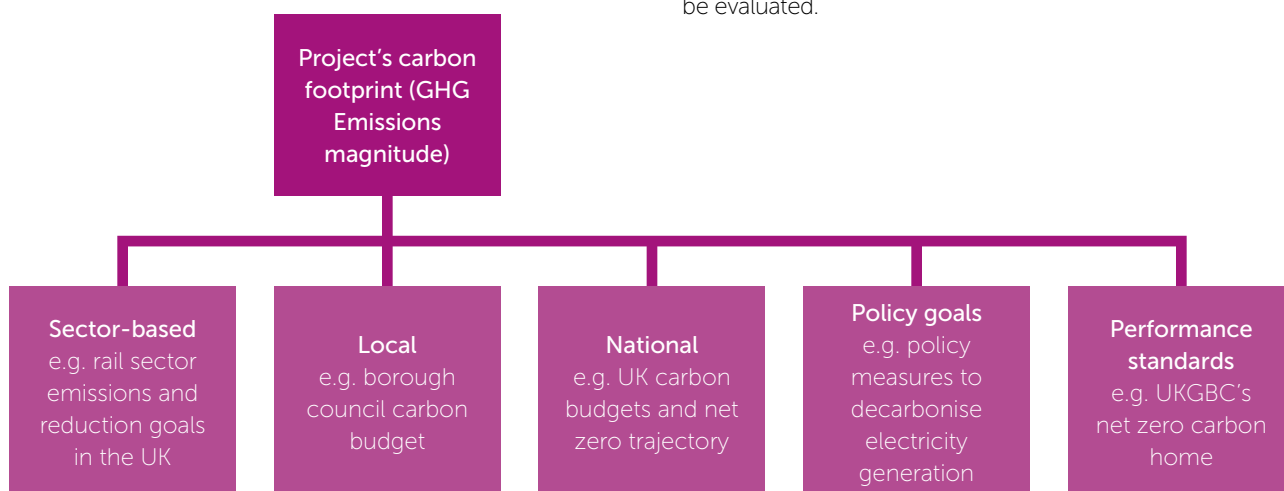 be evaluated.
Project’s carbon
footprint (GHG
Emissions
magnitude)
Sector-based
e.g. rail sector
emissions and
reduction goals
in the UK
Local
e.g. borough
council carbon
budget
National
e.g. UK carbon
budgets and net
zero trajectory
Policy goals
e.g. policy
measures to
decarbonise
electricity
generation
Performance
standards
e.g. UKGBC’s
net zero carbon
home